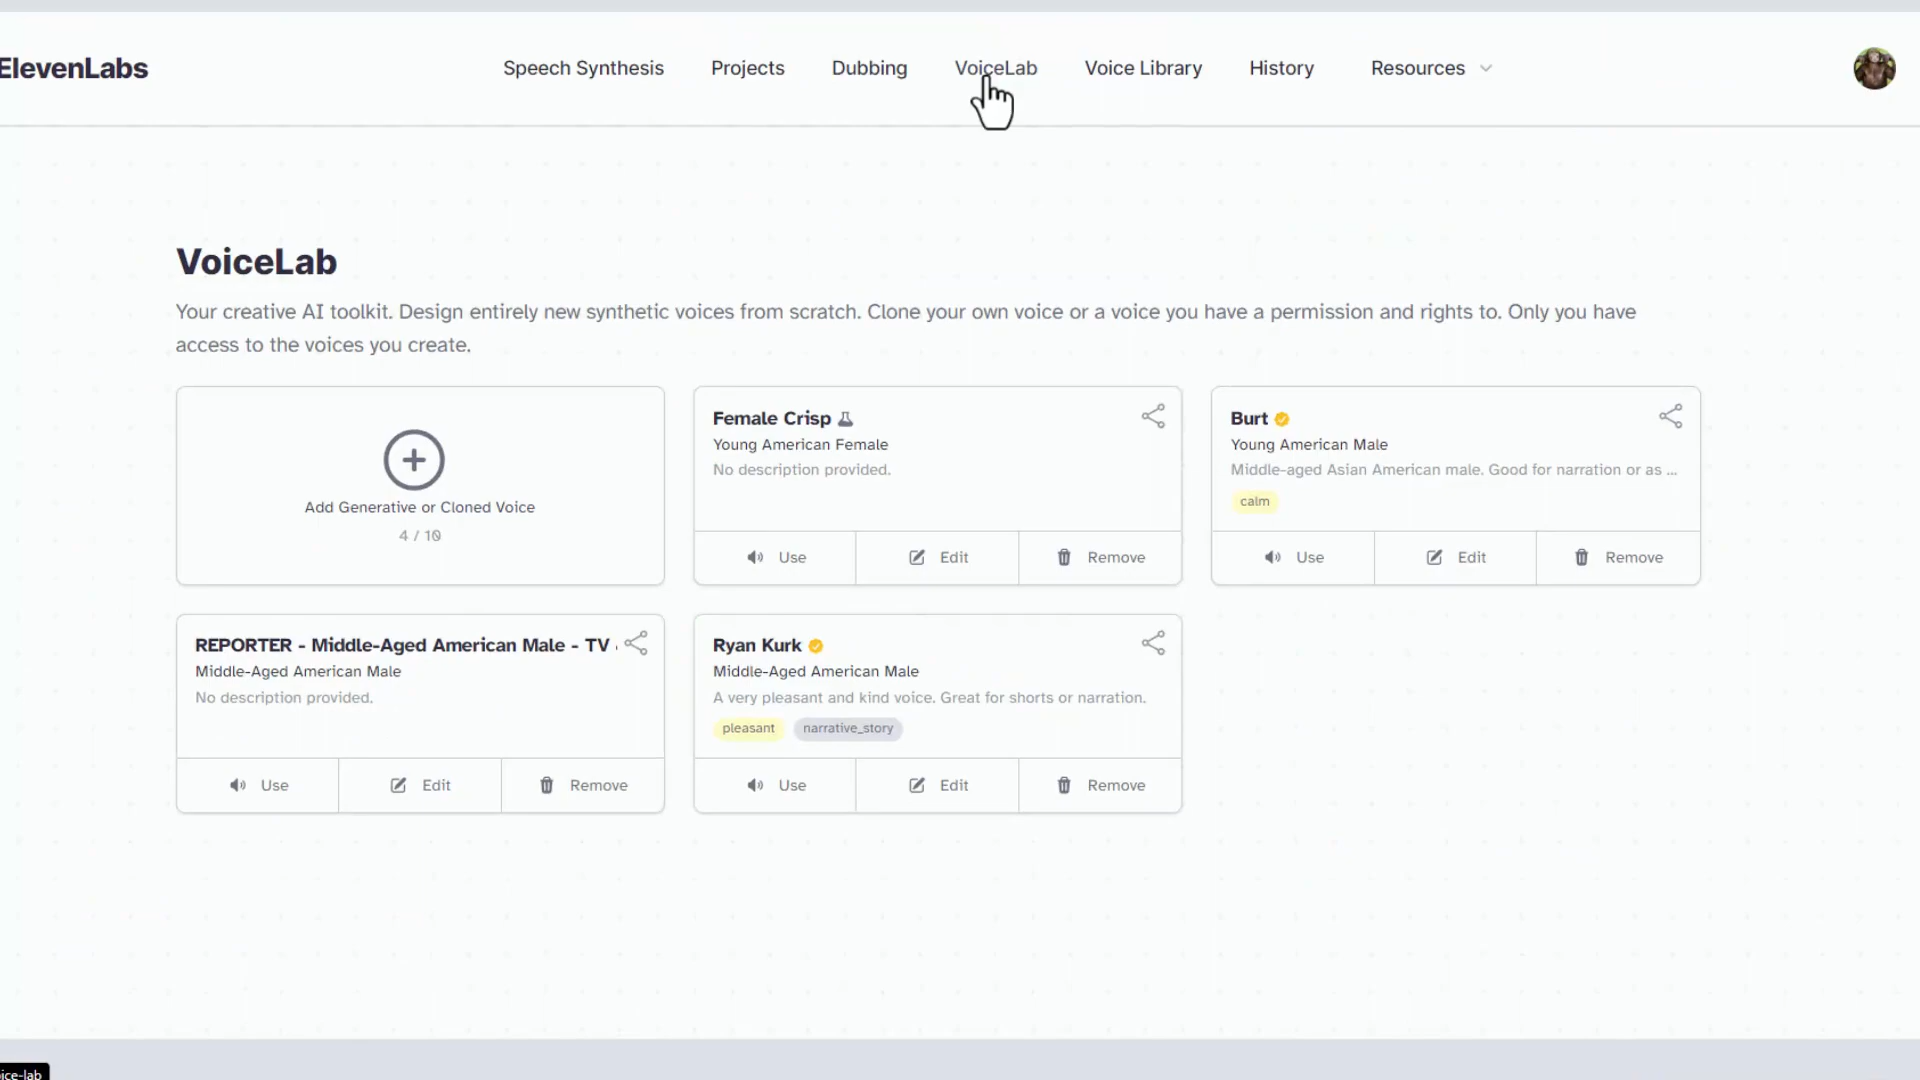 ElevenLabs
Speech Synthesis
Projects
Dubbing
VoiceLab
Voice Library
History
Resources
VoiceLab
Your creative AI toolkit. Design entirely new synthetic voices from scratch. Clone your own voice or a voice you have a permission and rights to. Only you have
access to the voices you create.
Add Generative or Cloned Voice
4 / 10
Female Crisp
Young American Female
No description provided.
Use
Edit
Remove
Burt
Young American Male
Middle-aged Asian American male. Good for narration or as ...
calm
Use
Edit
Remove
REPORTER - Middle-Aged American Male - TV
Middle-Aged American Male
No description provided.
Use
Edit
Remove
Ryan Kurk
Middle-Aged American Male
A very pleasant and kind voice. Great for shorts or narration.
pleasant
narrative_story
Use
Edit
Remove
ice-lab